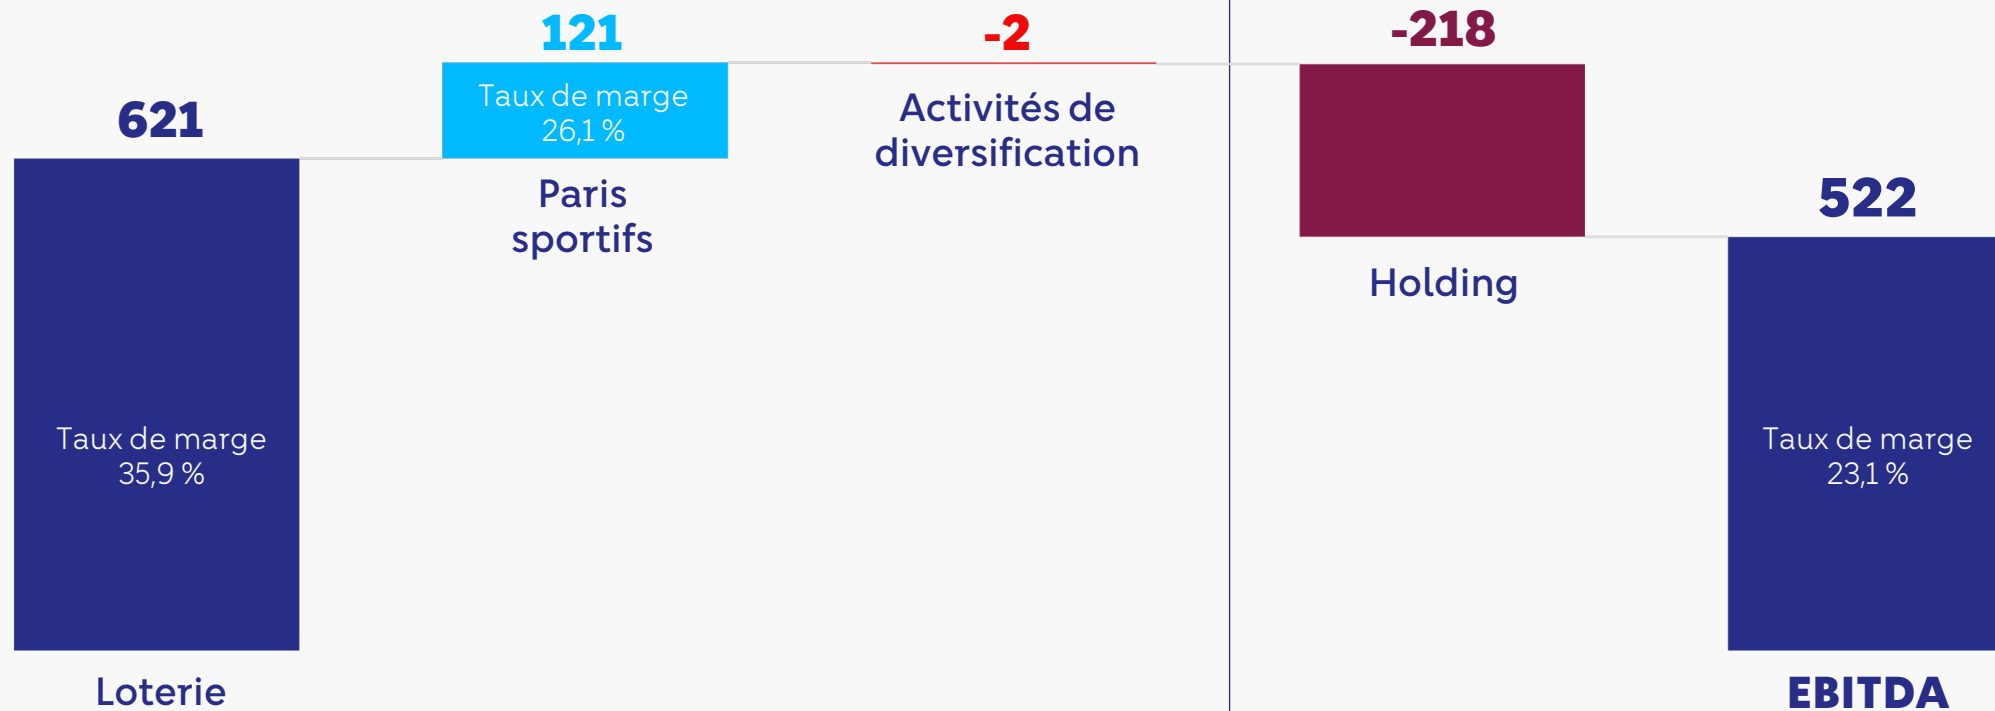 621
Taux de marge
35,9 %
Loterie
121
Taux de marge
26,1 %
Paris
sportifs
-2
Activités de
diversification
-218
Holding
522
Taux de marge
23,1 %
EBITDA